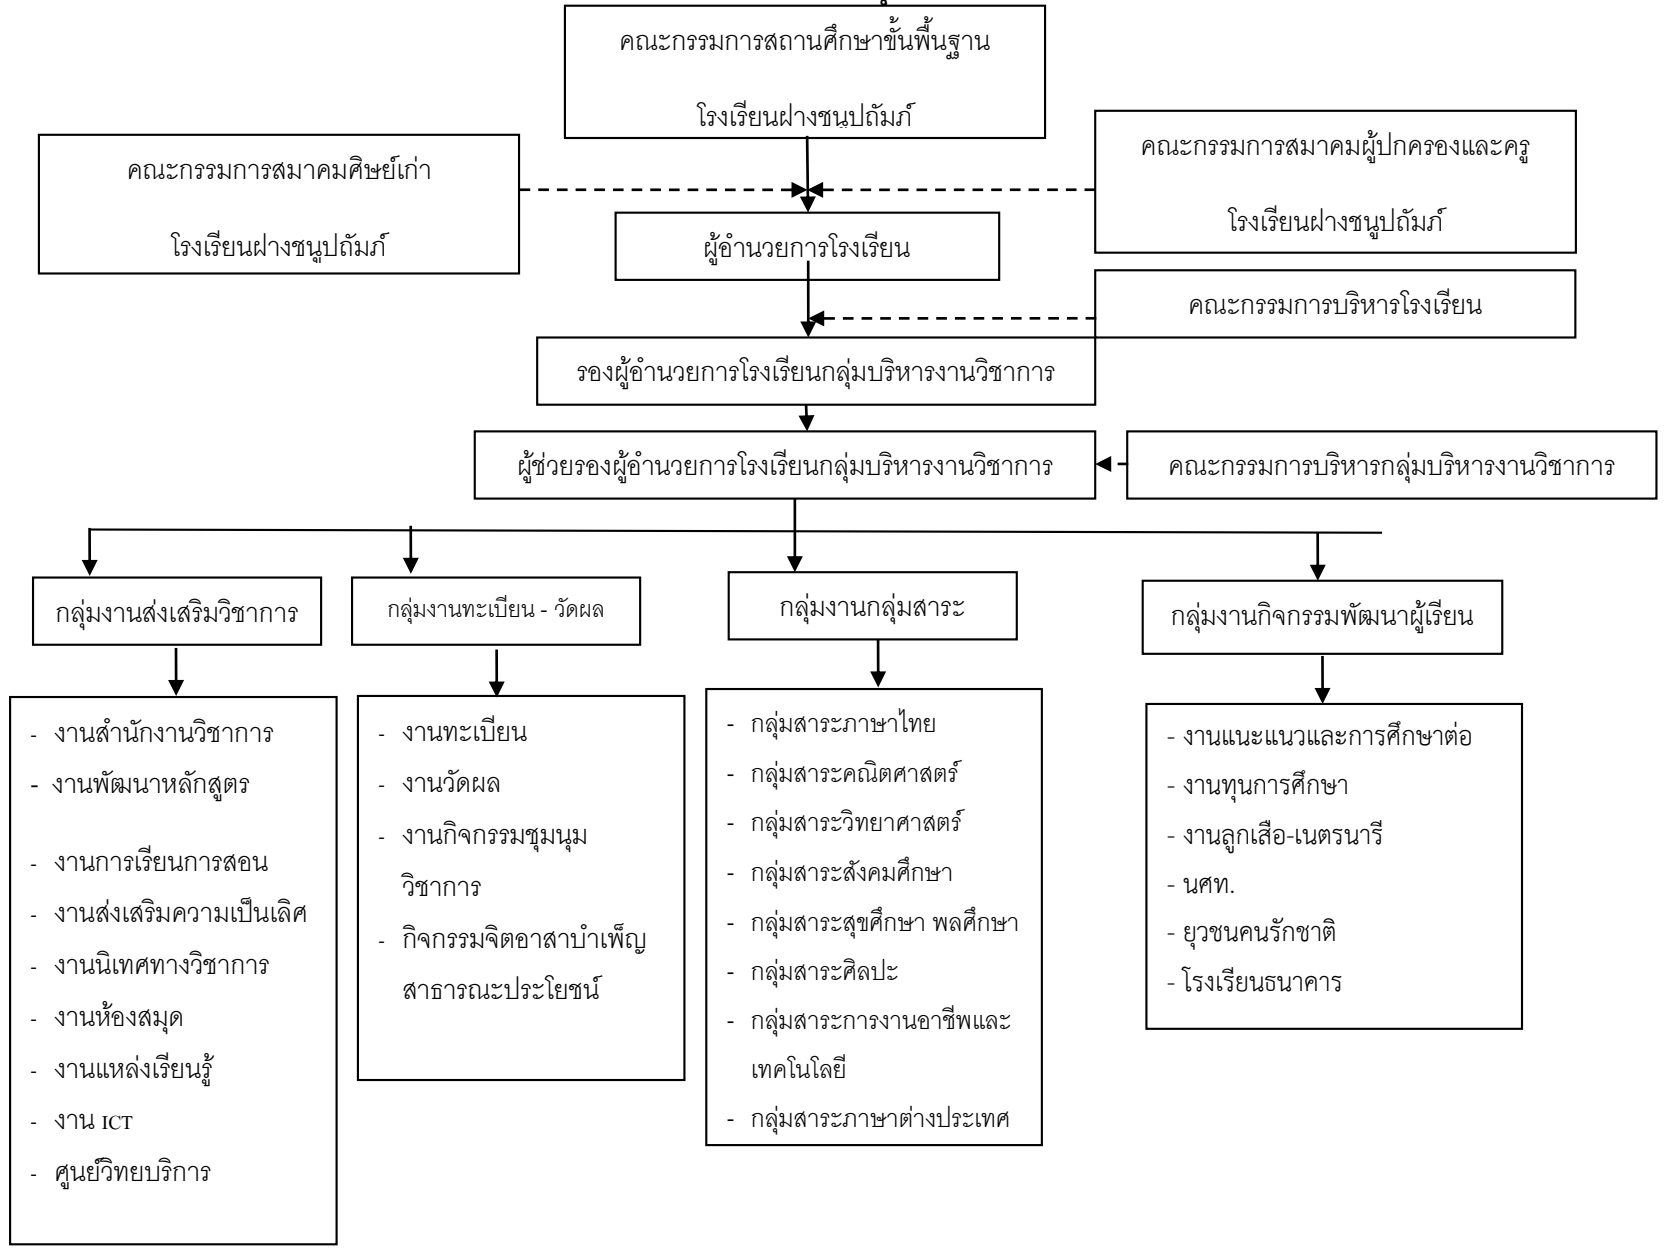 คณะกรรมการสถานศึกษาขั้นพื้นฐาน
โรงเรียนฝางชนูปถัมภ์
คณะกรรมการสมาคมศิษย์เก่า
โรงเรียนฝางชนูปถัมภ์
คณะกรรมการสมาคมผู้ปกครองและครู
โรงเรียนฝางชนูปถัมภ์
ผู้อำนวยการโรงเรียน
คณะกรรมการบริหารโรงเรียน
รองผู้อำนวยการโรงเรียนกลุ่มบริหารงานวิชาการ
ผู้ช่วยรองผู้อำนวยการโรงเรียนกลุ่มบริหารงานวิชาการ
คณะกรรมการบริหารกลุ่มบริหารงานวิชาการ
กลุ่มงานส่งเสริมวิชาการ
กลุ่มงานทะเบียน - วัดผล
กลุ่มงานกลุ่มสาระ
กลุ่มงานกิจกรรมพัฒนาผู้เรียน
- งานสำนักงานวิชาการ
- งานพัฒนาหลักสูตร
- งานการเรียนการสอน
- งานส่งเสริมความเป็นเลิศ
- งานนิเทศทางวิชาการ
- งานห้องสมุด
- งานแหล่งเรียนรู้
- งาน ICT
- ศูนย์วิทยบริการ
- งานทะเบียน
- งานวัดผล
- งานกิจกรรมชุมนุม
วิชาการ
- กิจกรรมจิตอาสาบำเพ็ญ
สาธารณะประโยชน์
- กลุ่มสาระภาษาไทย
- กลุ่มสาระคณิตศาสตร์
- กลุ่มสาระวิทยาศาสตร์
- กลุ่มสาระสังคมศึกษา
- กลุ่มสาระสุขศึกษา พลศึกษา
- กลุ่มสาระศิลปะ
- กลุ่มสาระการงานอาชีพและ
เทคโนโลยี
- กลุ่มสาระภาษาต่างประเทศ
- งานแนะแนวและการศึกษาต่อ
- งานทุนการศึกษา
- งานลูกเสือ-เนตรนารี
- นศท.
- ยุวชนคนรักชาติ
- โรงเรียนธนาคาร